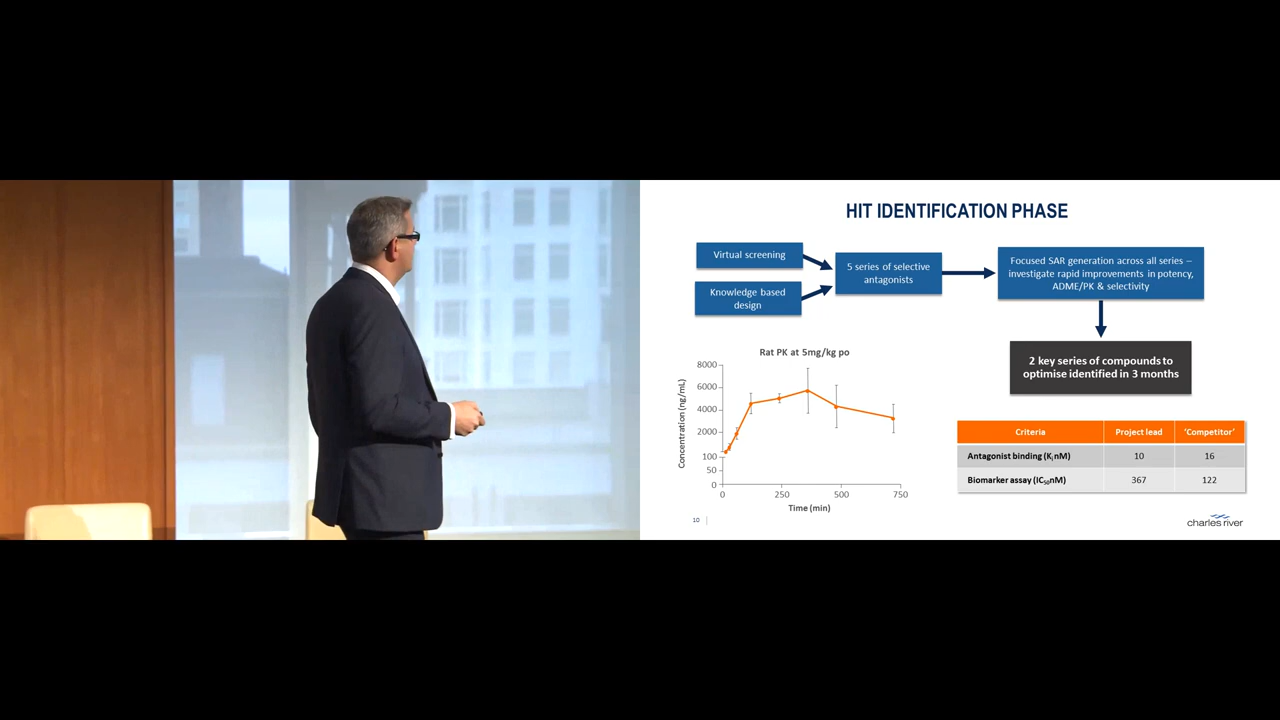 HIT IDENTIFICATION PHASE
Virtual screening
Knowledge based
design
5 series of selective
antagonists
Focused SAR generation across all series –
investigate rapid improvements in potency,
ADME/PK & selectivity
2 key series of compounds to
optimise identified in 3 months
Rat PK at 5mg/kg po
Concentration (ng/mL)
8000
6000
4000
2000
100
50
0
0 250 500 750
Time (min)
Criteria Project lead 'Competitor'
Antagonist binding (KᵢnM) 10 16
Biomarker assay (IC₅₀nM) 367 122
10
charles river